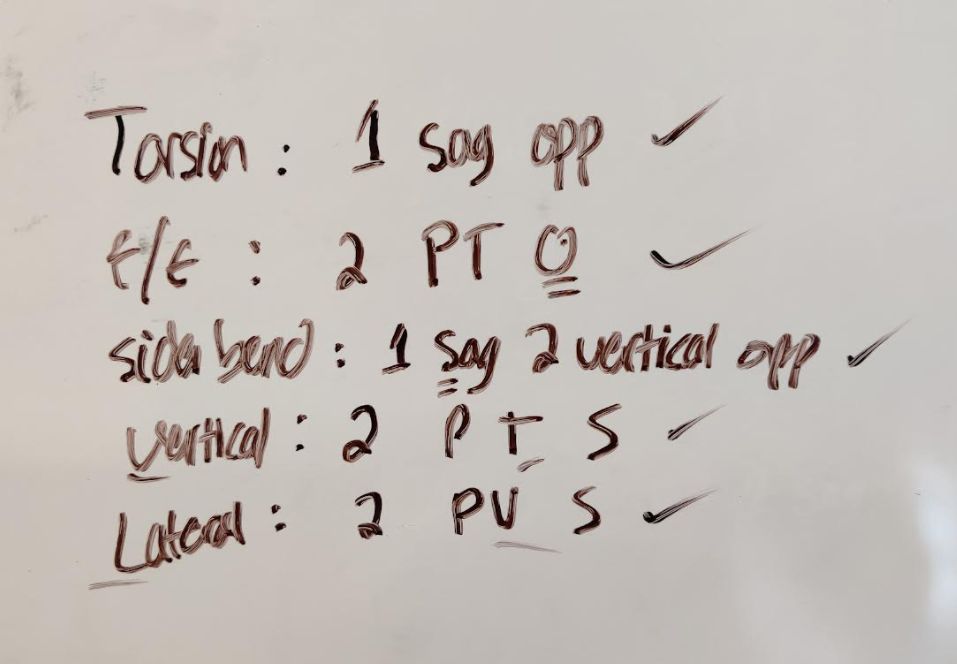 Torsion : 1 sag opp ✓
F/E : 2 PT O ✓
side bend : 1 sag 2 vertical opp ✓
vertical : 2 P T S ✓
Lateral : 2 PV S ✓